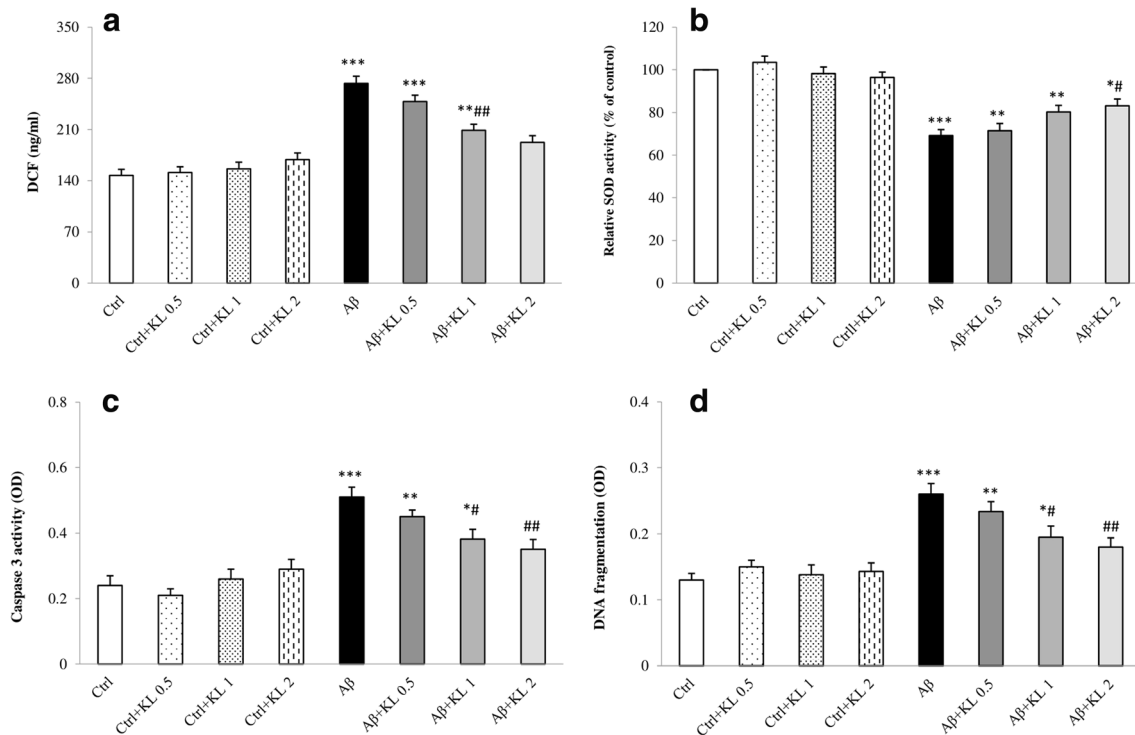 a
DCF (ng/ml)
350
280
210
140
70
0
***
***
**##
Ctrl
Ctrl+KL 0.5
Ctrl+KL 1
Ctrl+KL 2
Aβ
Aβ+KL 0.5
Aβ+KL 1
Aβ+KL 2
b
Relative SOD activity (% of control)
120
100
80
60
40
20
0
***
**
**
*#
Ctrl
Ctrl+KL 0.5
Ctrl+KL 1
Ctrll+KL 2
Aβ
Aβ+KL 0.5
Aβ+KL 1
Aβ+KL 2
c
Caspase 3 activity (OD)
0.8
0.6
0.4
0.2
0
***
**
*#
##
Ctrl
Ctrl+KL 0.5
Ctrl+KL 1
Ctrl+KL 2
Aβ
Aβ+KL 0.5
Aβ+KL 1
Aβ+KL 2
d
DNA fragmentation (OD)
0.4
0.3
0.2
0.1
0
***
**
*#
##
Ctrl
Ctrl+KL 0.5
Ctrl+KL 1
Ctrl+KL 2
Aβ
Aβ+KL 0.5
Aβ+KL 1
Aβ+KL 2